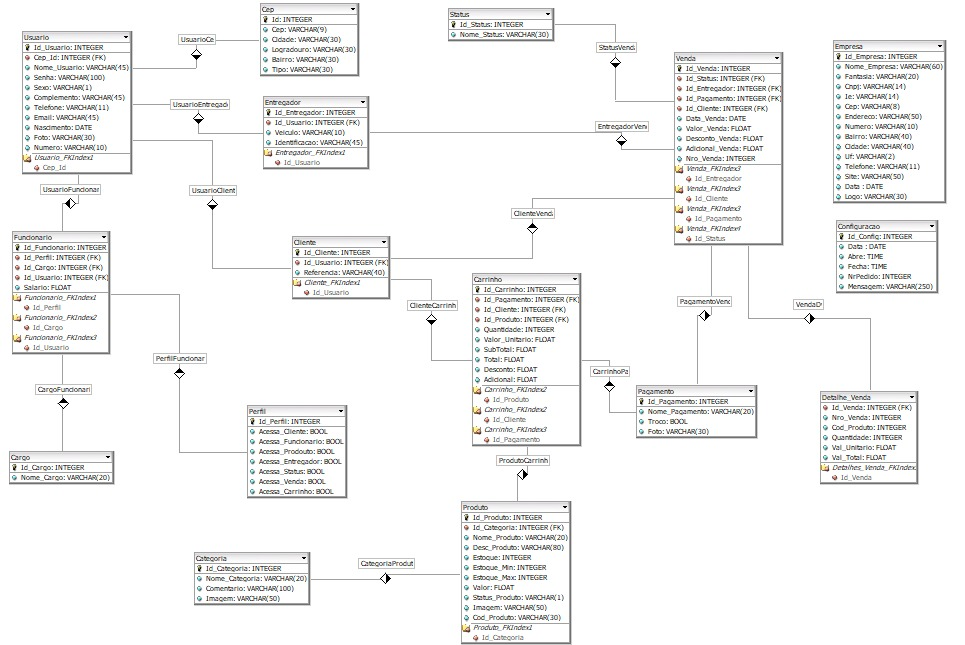 Usuario
Id_Usuario: INTEGER
Cep_Id: INTEGER (FK)
Nome_Usuario: VARCHAR(45)
Senha: VARCHAR(100)
Sexo: VARCHAR(1)
Complemento: VARCHAR(45)
Telefone: VARCHAR(11)
Email: VARCHAR(45)
Nascimento: DATE
Foto: VARCHAR(30)
Numero: VARCHAR(10)
Usuario_FKIndex1
Cep_Id
UsuarioCe
Cep
Id: INTEGER
Cep: VARCHAR(9)
Cidade: VARCHAR(30)
Logradouro: VARCHAR(30)
Bairro: VARCHAR(30)
Tipo: VARCHAR(30)
Status
Id_Status: INTEGER
Nome_Status: VARCHAR(30)
StatusVenda
Venda
Id_Venda: INTEGER
Id_Status: INTEGER (FK)
Id_Entregador: INTEGER (FK)
Id_Pagamento: INTEGER (FK)
Id_Cliente: INTEGER (FK)
Data_Venda: DATE
Valor_Venda: FLOAT
Desconto_Venda: FLOAT
Adicional_Venda: FLOAT
Nro_Venda: INTEGER
Venda_FKIndex3
Id_Entregador
Venda_FKIndex3
Id_Cliente
Venda_FKIndex3
Id_Pagamento
Venda_FKIndex4
Id_Status
Empresa
Id_Empresa: INTEGER
Nome_Empresa: VARCHAR(60)
Fantasia: VARCHAR(20)
Cnpj: VARCHAR(14)
Ie: VARCHAR(14)
Cep: VARCHAR(8)
Endereco: VARCHAR(50)
Numero: VARCHAR(10)
Bairro: VARCHAR(40)
Cidade: VARCHAR(40)
Uf: VARCHAR(2)
Telefone: VARCHAR(11)
Site: VARCHAR(50)
Data : DATE
Logo: VARCHAR(30)
UsuarioEntregado
Entregador
Id_Entregador: INTEGER
Id_Usuario: INTEGER (FK)
Veiculo: VARCHAR(10)
Identificacao: VARCHAR(45)
Entregador_FKIndex1
Id_Usuario
EntregadorVend
UsuarioFuncionar
UsuarioClient
ClienteVenda
Funcionario
Id_Funcionario: INTEGER
Id_Perfil: INTEGER (FK)
Id_Cargo: INTEGER (FK)
Id_Usuario: INTEGER (FK)
Salario: FLOAT
Funcionario_FKIndex1
Id_Perfil
Funcionario_FKIndex2
Id_Cargo
Funcionario_FKIndex3
Id_Usuario
Cliente
Id_Cliente: INTEGER
Id_Usuario: INTEGER (FK)
Referencia: VARCHAR(40)
Cliente_FKIndex1
Id_Usuario
ClienteCarrinh
Carrinho
Id_Carrinho: INTEGER
Id_Pagamento: INTEGER (FK)
Id_Cliente: INTEGER (FK)
Id_Produto: INTEGER (FK)
Quantidade: INTEGER
Valor_Unitario: FLOAT
SubTotal: FLOAT
Total: FLOAT
Desconto: FLOAT
Adicional: FLOAT
Carrinho_FKIndex2
Id_Produto
Carrinho_FKIndex2
Id_Cliente
Carrinho_FKIndex3
Id_Pagamento
Configuracao
Id_Config: INTEGER
Data : DATE
Abre: TIME
Fecha: TIME
NrPedido: INTEGER
Mensagem: VARCHAR(250)
PagamentoVend
VendaD
CarrinhoPa
Pagamento
Id_Pagamento: INTEGER
Nome_Pagamento: VARCHAR(20)
Troco: BOOL
Foto: VARCHAR(30)
Detalhe_Venda
Id_Venda: INTEGER (FK)
Nro_Venda: INTEGER
Cod_Produto: INTEGER
Quantidade: INTEGER
Val_Unitario: FLOAT
Val_Total: FLOAT
Detalhes_Venda_FKIndex
Id_Venda
PerfilFuncionar
CargoFuncionari
Perfil
Id_Perfil: INTEGER
Acessa_Cliente: BOOL
Acessa_Funcionario: BOOL
Acessa_Prodouto: BOOL
Acessa_Entregador: BOOL
Acessa_Status: BOOL
Acessa_Venda: BOOL
Acessa_Carrinho: BOOL
Cargo
Id_Cargo: INTEGER
Nome_Cargo: VARCHAR(20)
ProdutoCarrinh
Produto
Id_Produto: INTEGER
Id_Categoria: INTEGER (FK)
Nome_Produto: VARCHAR(20)
Desc_Produto: VARCHAR(80)
Estoque: INTEGER
Estoque_Min: INTEGER
Estoque_Max: INTEGER
Valor: FLOAT
Status_Produto: VARCHAR(1)
Imagem: VARCHAR(50)
Cod_Produto: VARCHAR(30)
Produto_FKIndex1
Id_Categoria
Categoria
Id_Categoria: INTEGER
Nome_Categoria: VARCHAR(20)
Comentario: VARCHAR(100)
Imagem: VARCHAR(50)
CategoriaProdut